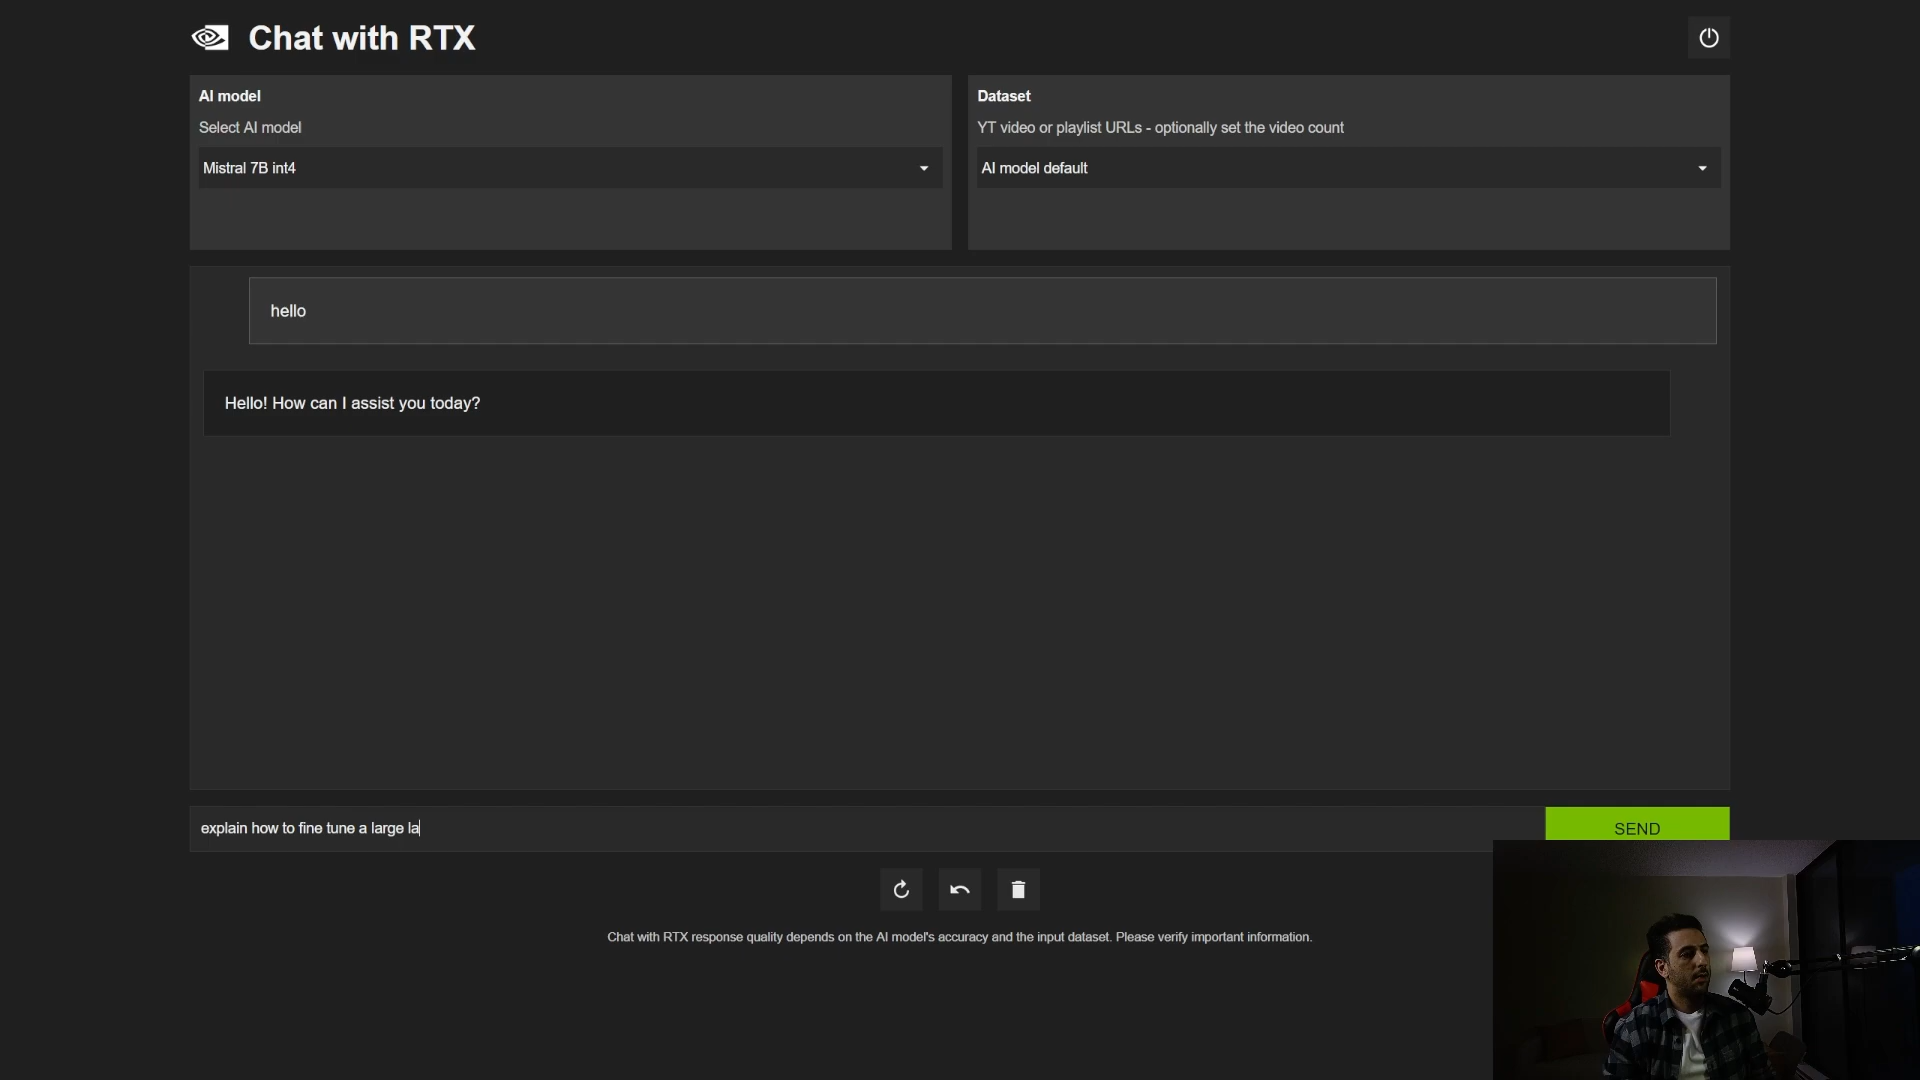 Chat with RTX
AI model
Select AI model
Mistral 7B int4
Dataset
YT video or playlist URLs - optionally set the video count
AI model default
hello
Hello! How can I assist you today?
explain how to fine tune a large la
SEND
Chat with RTX response quality depends on the AI model's accuracy and the input dataset. Please verify important information.